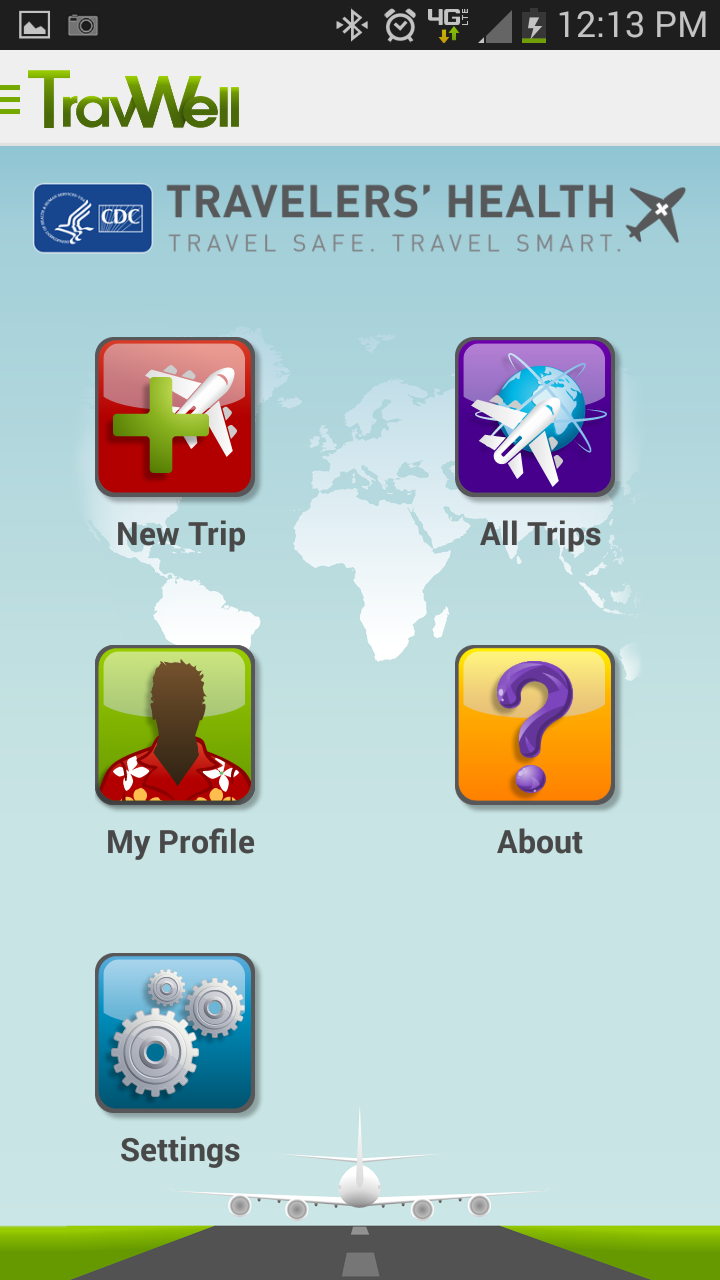 4G LTE 12:13 PM
TravWell
CDC
TRAVELERS’ HEALTH
TRAVEL SAFE. TRAVEL SMART.
New Trip
All Trips
My Profile
About
Settings